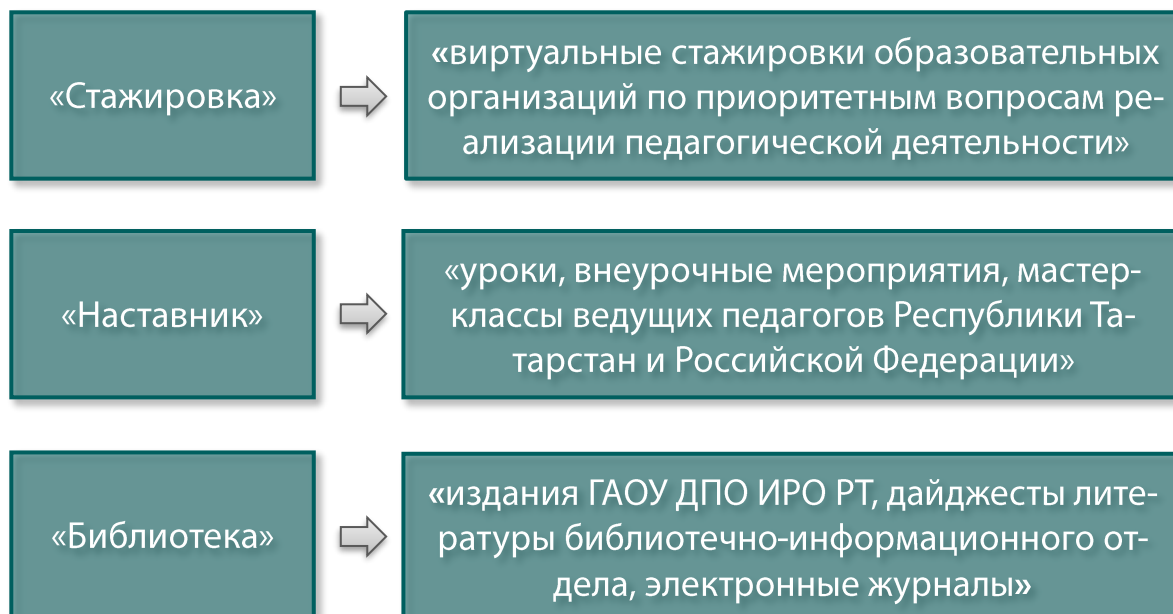 «Стажировка»
«виртуальные стажировки образовательных
организаций по приоритетным вопросам ре-
ализации педагогической деятельности»
«Наставник»
«уроки, внеурочные мероприятия, мастер-
классы ведущих педагогов Республики Та-
тарстан и Российской Федерации»
«Библиотека»
«издания ГАОУ ДПО ИРО РТ, дайджесты лите-
ратуры библиотечно-информационного от-
дела, электронные журналы»